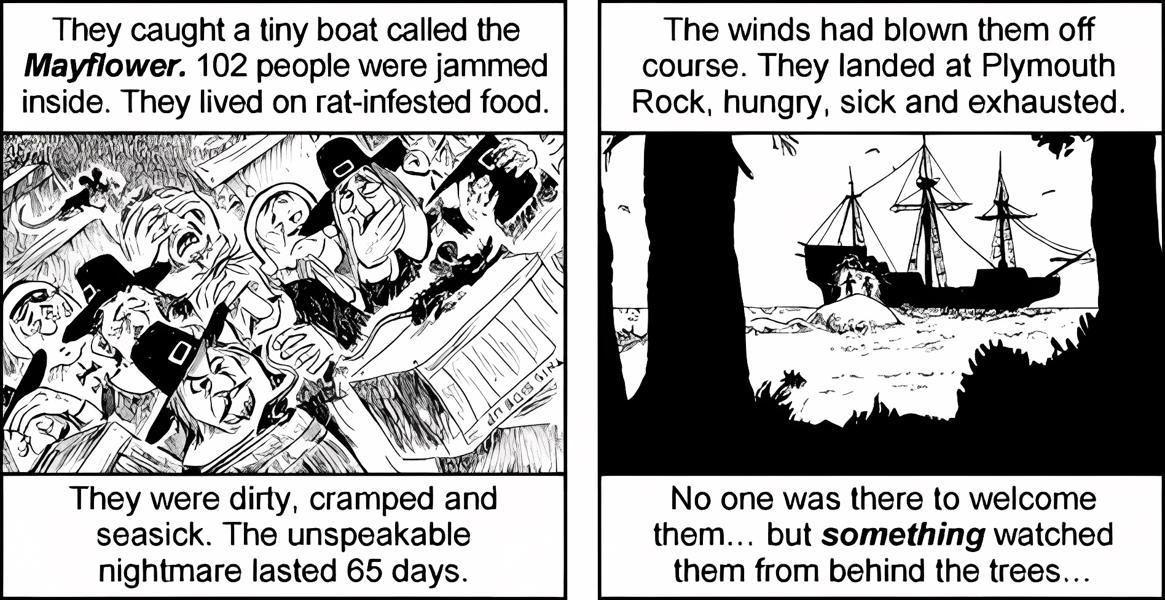 They caught a tiny boat called the
Mayflower. 102 people were jammed
inside. They lived on rat-infested food.
They were dirty, cramped and
seasick. The unspeakable
nightmare lasted 65 days.
The winds had blown them off
course. They landed at Plymouth
Rock, hungry, sick and exhausted.
No one was there to welcome
them… but something watched
them from behind the trees…